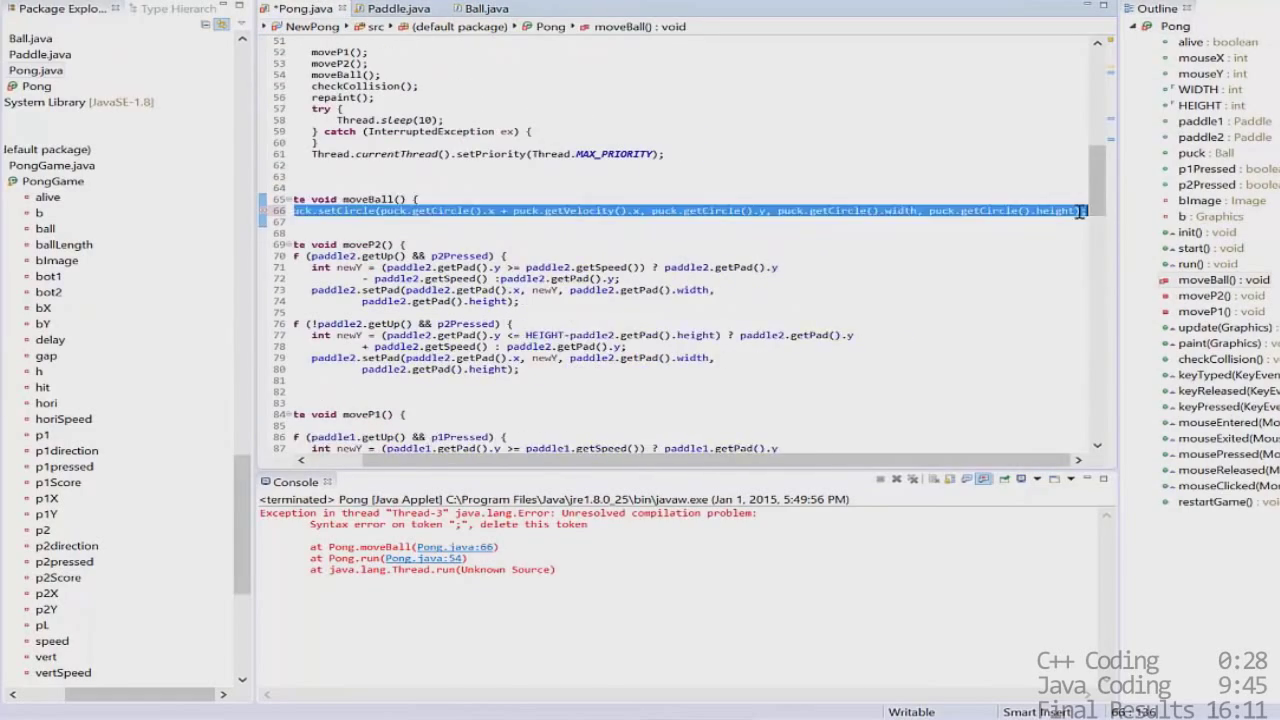 Package Explo...
Type Hierarch
Ball.java
Paddle.java
Pong.java
Pong
System Library [JavaSE-1.8]
(default package)
PongGame.java
PongGame
alive
b
ball
ballLength
bImage
bot1
bot2
bX
bY
delay
gap
h
hit
hori
horiSpeed
p1
p1direction
p1pressed
p1Score
p1X
p1Y
p2
p2direction
p2pressed
p2Score
p2X
p2Y
pL
speed
vert
vertSpeed
*Pong.java
Paddle.java
Ball.java
NewPong
src
(default package)
Pong
moveBall() : void
51
52 moveP1();
53 moveP2();
54 moveBall();
55 checkCollision();
56 repaint();
57 try {
58 Thread.sleep(10);
59 } catch (InterruptedException ex) {
60 }
61 Thread.currentThread().setPriority(Thread.MAX_PRIORITY);
62
63
64
65 te void moveBall() {
66 uck.setCircle(puck.getCircle().x + puck.getVelocity().x, puck.getCircle().y, puck.getCircle().width, puck.getCircle().height);
67
68
69 te void moveP2() {
70 f (paddle2.getUp() && p2Pressed) {
71 int newY = (paddle2.getPad().y >= paddle2.getSpeed()) ? paddle2.getPad().y
72 - paddle2.getSpeed() :paddle2.getPad().y;
73 paddle2.setPad(paddle2.getPad().x, newY, paddle2.getPad().width,
74 paddle2.getPad().height);
75
76 f (!paddle2.getUp() && p2Pressed) {
77 int newY = (paddle2.getPad().y <= HEIGHT-paddle2.getPad().height) ? paddle2.getPad().y
78 + paddle2.getSpeed() : paddle2.getPad().y;
79 paddle2.setPad(paddle2.getPad().x, newY, paddle2.getPad().width,
80 paddle2.getPad().height);
81
82
83
84 te void moveP1() {
85
86 f (paddle1.getUp() && p1Pressed) {
87 int newY = (paddle1.getPad().y >= paddle1.getSpeed()) ? paddle1.getPad().y
Console
<terminated> Pong [Java Applet] C:\Program Files\Java\jre1.8.0_25\bin\javaw.exe (Jan 1, 2015, 5:49:56 PM)
Exception in thread "Thread-3" java.lang.Error: Unresolved compilation problem:
Syntax error on token ";", delete this token
at Pong.moveBall(Pong.java:66)
at Pong.run(Pong.java:54)
at java.lang.Thread.run(Unknown Source)
Outline
Pong
alive : boolean
mouseX : int
mouseY : int
WIDTH : int
HEIGHT : int
paddle1 : Paddle
paddle2 : Paddle
puck : Ball
p1Pressed : boolean
p2Pressed : boolean
bImage : Image
b : Graphics
init() : void
start() : void
run() : void
moveBall() : void
moveP2() : void
moveP1() : void
update(Graphics) :
paint(Graphics) : void
checkCollision() :
keyTyped(KeyEven
keyReleased(KeyE
keyPressed(KeyEv
mouseEntered(Mo
mouseExited(Mou
mousePressed(Mo
mouseReleased(M
mouseClicked(Mo
restartGame() :
C++ Coding 0:28
Java Coding 9:45
Final Results 16:11
Writable
Smart Insert
66 : 136